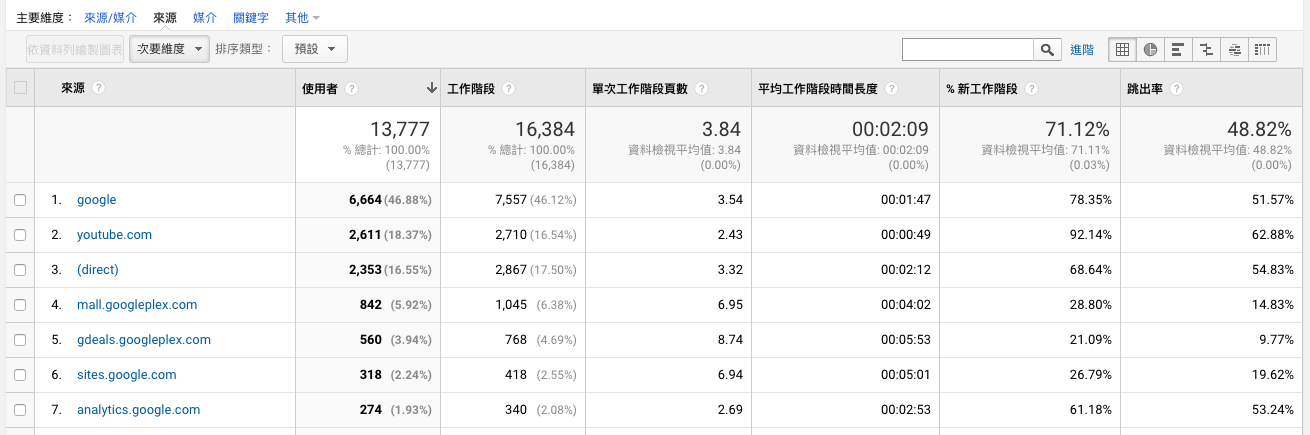 主要維度： 來源/媒介 來源 媒介 關鍵字 其他
依資料列繪製圖表 次要維度 排序類型： 預設 進階
來源 ? 使用者 ? 工作階段 ? 單次工作階段頁數 ? 平均工作階段時間長度 ? % 新工作階段 ? 跳出率 ?
13,777 16,384 3.84 00:02:09 71.12% 48.82%
% 總計: 100.00% % 總計: 100.00% 資料檢視平均值: 3.84 資料檢視平均值: 00:02:09 資料檢視平均值: 71.11% 資料檢視平均值: 48.82%
(13,777) (16,384) (0.00%) (0.00%) (0.03%) (0.00%)
1. google 6,664 (46.88%) 7,557 (46.12%) 3.54 00:01:47 78.35% 51.57%
2. youtube.com 2,611 (18.37%) 2,710 (16.54%) 2.43 00:00:49 92.14% 62.88%
3. (direct) 2,353 (16.55%) 2,867 (17.50%) 3.32 00:02:12 68.64% 54.83%
4. mall.googleplex.com 842 (5.92%) 1,045 (6.38%) 6.95 00:04:02 28.80% 14.83%
5. gdeals.googleplex.com 560 (3.94%) 768 (4.69%) 8.74 00:05:53 21.09% 9.77%
6. sites.google.com 318 (2.24%) 418 (2.55%) 6.94 00:05:01 26.79% 19.62%
7. analytics.google.com 274 (1.93%) 340 (2.08%) 2.69 00:02:53 61.18% 53.24%